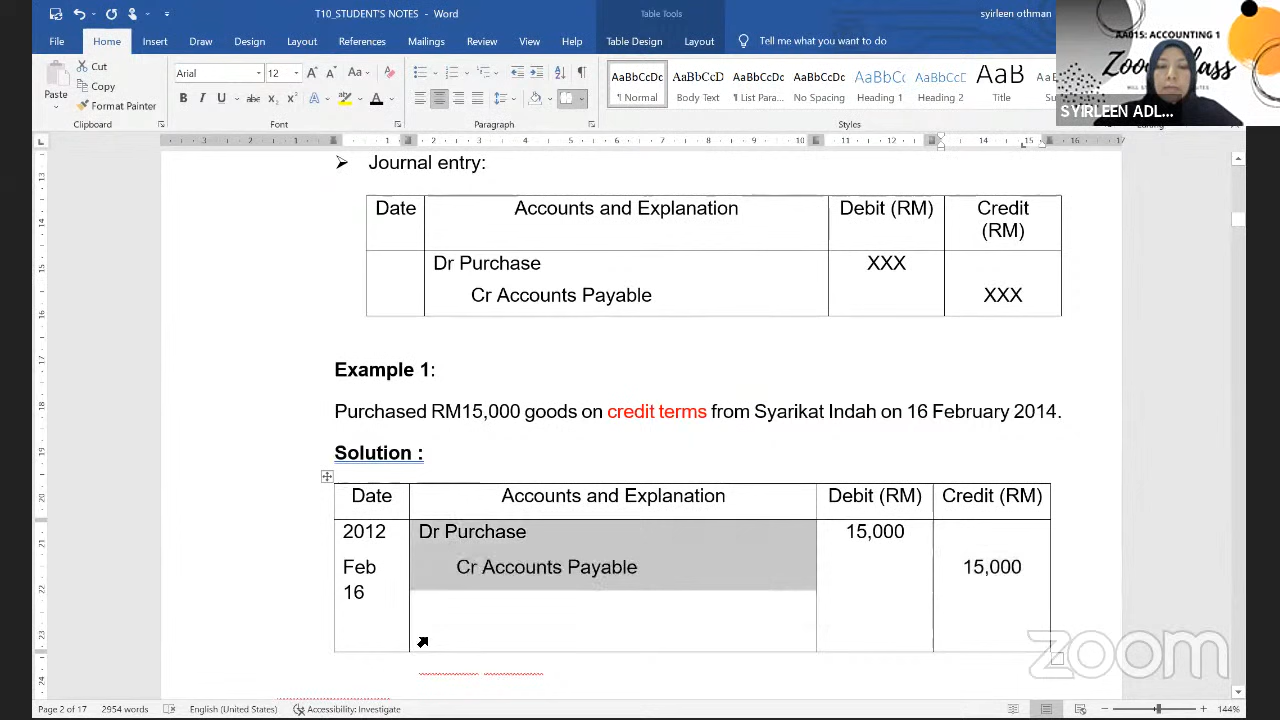 T10_STUDENT'S NOTES - Word
Table Tools
syirleen othman
File Home Insert Draw Design Layout References Mailings Review View Help Table Design Layout Tell me what you want to do
Paste
Cut
Copy
Format Painter
Clipboard
Arial 12
Font
Paragraph
AaBbCcDc AaBbCcDc AaBbCcDc AaBbCcDc AaBbCcDc AaBbCcDc AaB
¶ Normal Body Text ¶ List Para... No Spacing Heading 1 Heading 2 Title
Styles
AA015: ACCOUNTING 1
SYIRLEEN ADL...
➢ Journal entry:
Date Accounts and Explanation Debit (RM) Credit
(RM)
Dr Purchase XXX
Cr Accounts Payable XXX
Example 1:
Purchased RM15,000 goods on credit terms from Syarikat Indah on 16 February 2014.
Solution :
Date Accounts and Explanation Debit (RM) Credit (RM)
2012 Dr Purchase 15,000
Feb Cr Accounts Payable 15,000
16
zoom
Page 2 of 17 2954 words English (United States) Accessibility: Investigate 144%